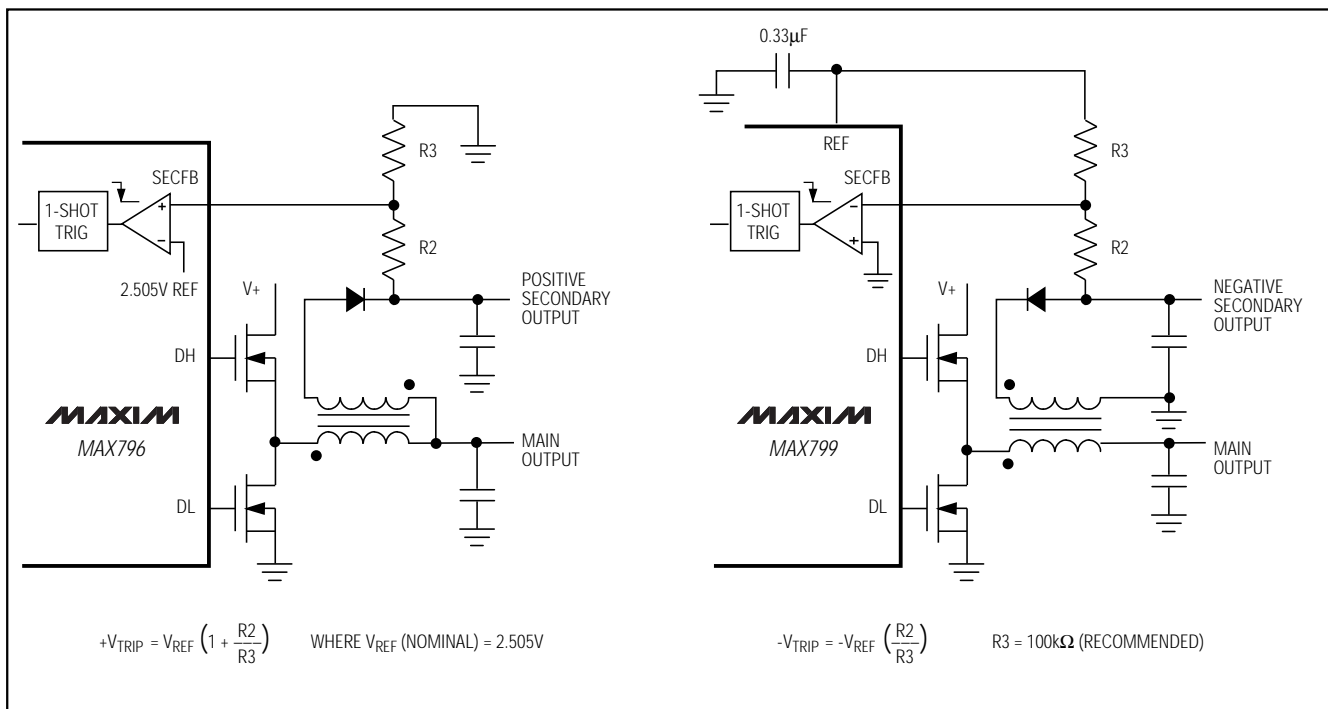 0.33µF
REF
R3
SECFB
+
1-SHOT
TRIG
−
R2
2.505V REF
V+
POSITIVE
SECONDARY
OUTPUT
DH
MAXIM
MAX796
MAIN
OUTPUT
DL
R3
SECFB
−
1-SHOT
TRIG
+
R2
V+
NEGATIVE
SECONDARY
OUTPUT
DH
MAXIM
MAX799
MAIN
OUTPUT
DL
+VTRIP = VREF (1 + R2/R3) WHERE VREF (NOMINAL) = 2.505V
-VTRIP = -VREF (R2/R3) R3 = 100kΩ (RECOMMENDED)